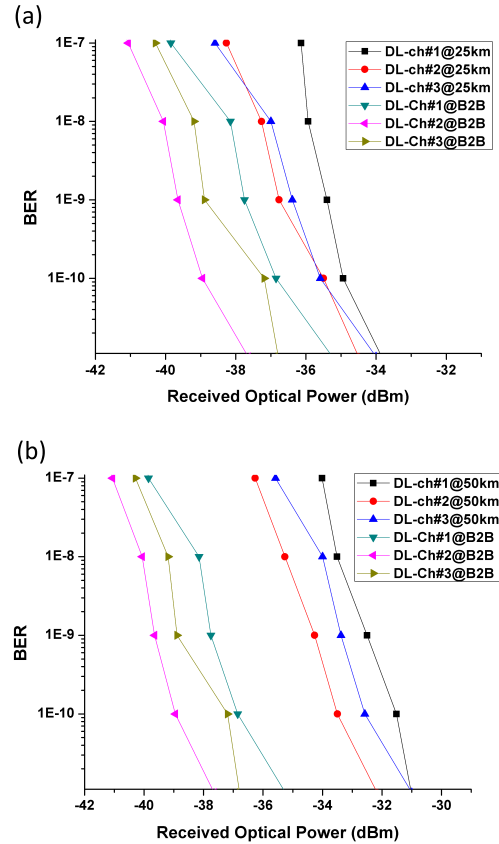 (a)
1E-7
1E-8
1E-9
1E-10
BER
DL-ch#1@25km
DL-ch#2@25km
DL-ch#3@25km
DL-Ch#1@B2B
DL-Ch#2@B2B
DL-Ch#3@B2B
-42 -40 -38 -36 -34 -32
Received Optical Power (dBm)
(b)
1E-7
1E-8
1E-9
1E-10
BER
DL-ch#1@50km
DL-ch#2@50km
DL-ch#3@50km
DL-Ch#1@B2B
DL-Ch#2@B2B
DL-Ch#3@B2B
-42 -40 -38 -36 -34 -32 -30
Received Optical Power (dBm)